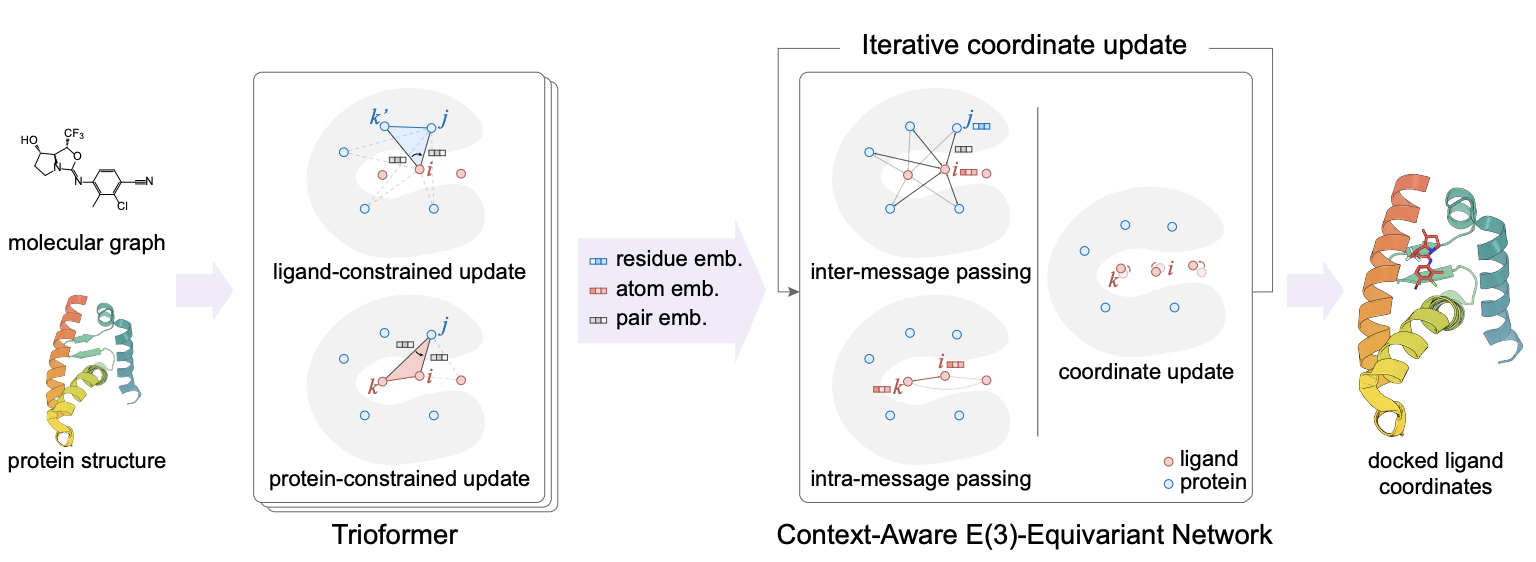 HO
CF3
O
N
N
N
Cl
molecular graph
protein structure
k’
j
i
ligand-constrained update
j
k
i
protein-constrained update
Trioformer
residue emb.
atom emb.
pair emb.
Iterative coordinate update
j
i
inter-message passing
i
k
intra-message passing
k
i
coordinate update
ligand
protein
Context-Aware E(3)-Equivariant Network
docked ligand
coordinates